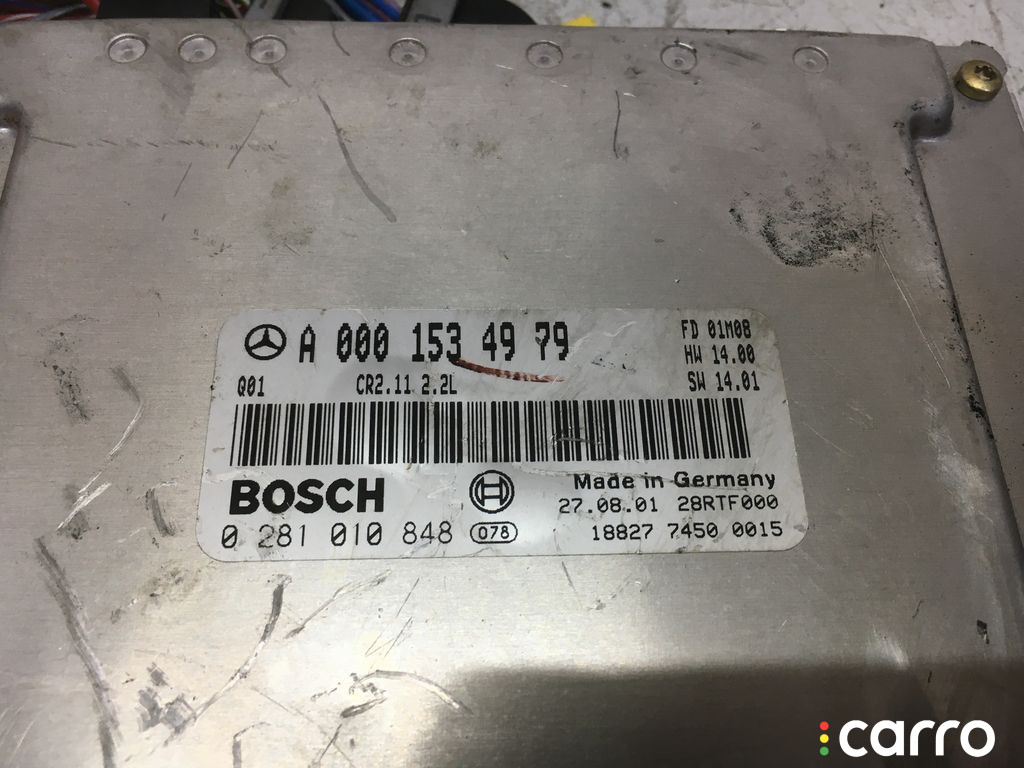 A 000 153 49 79
FD 01M08
HW 14.00
Q01 CR2.11 2.2L SW 14.01
BOSCH
Made in Germany
27.08.01 28RTF000
0 281 010 848 078 18827 7450 0015
carro